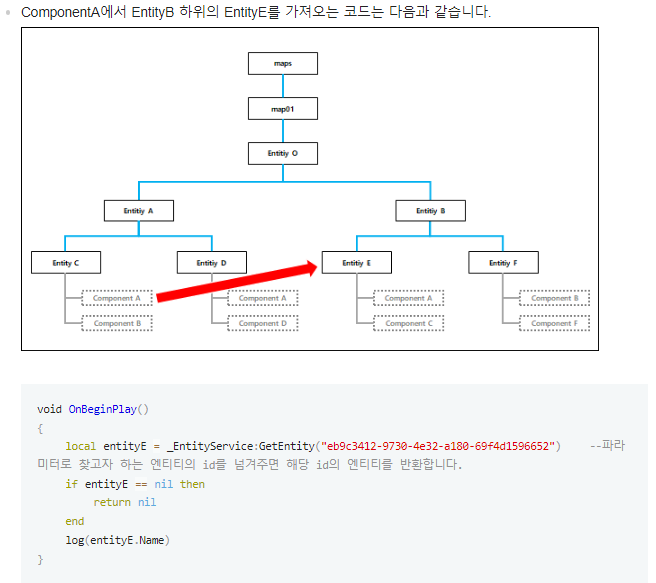 ComponentA에서 EntityB 하위의 EntityE를 가져오는 코드는 다음과 같습니다.
maps
map01
Entitiy O
Entitiy A
Entitiy B
Entity C
Entitiy D
Entitiy E
Entitiy F
Component A
Component A
Component A
Component B
Component B
Component D
Component C
Component F
void OnBeginPlay()
{
local entityE = _EntityService:GetEntity("eb9c3412-9730-4e32-a180-69f4d1596652") --파라
미터로 찾고자 하는 엔티티의 id를 넘겨주면 해당 id의 엔티티를 반환합니다.
if entityE == nil then
return nil
end
log(entityE.Name)
}